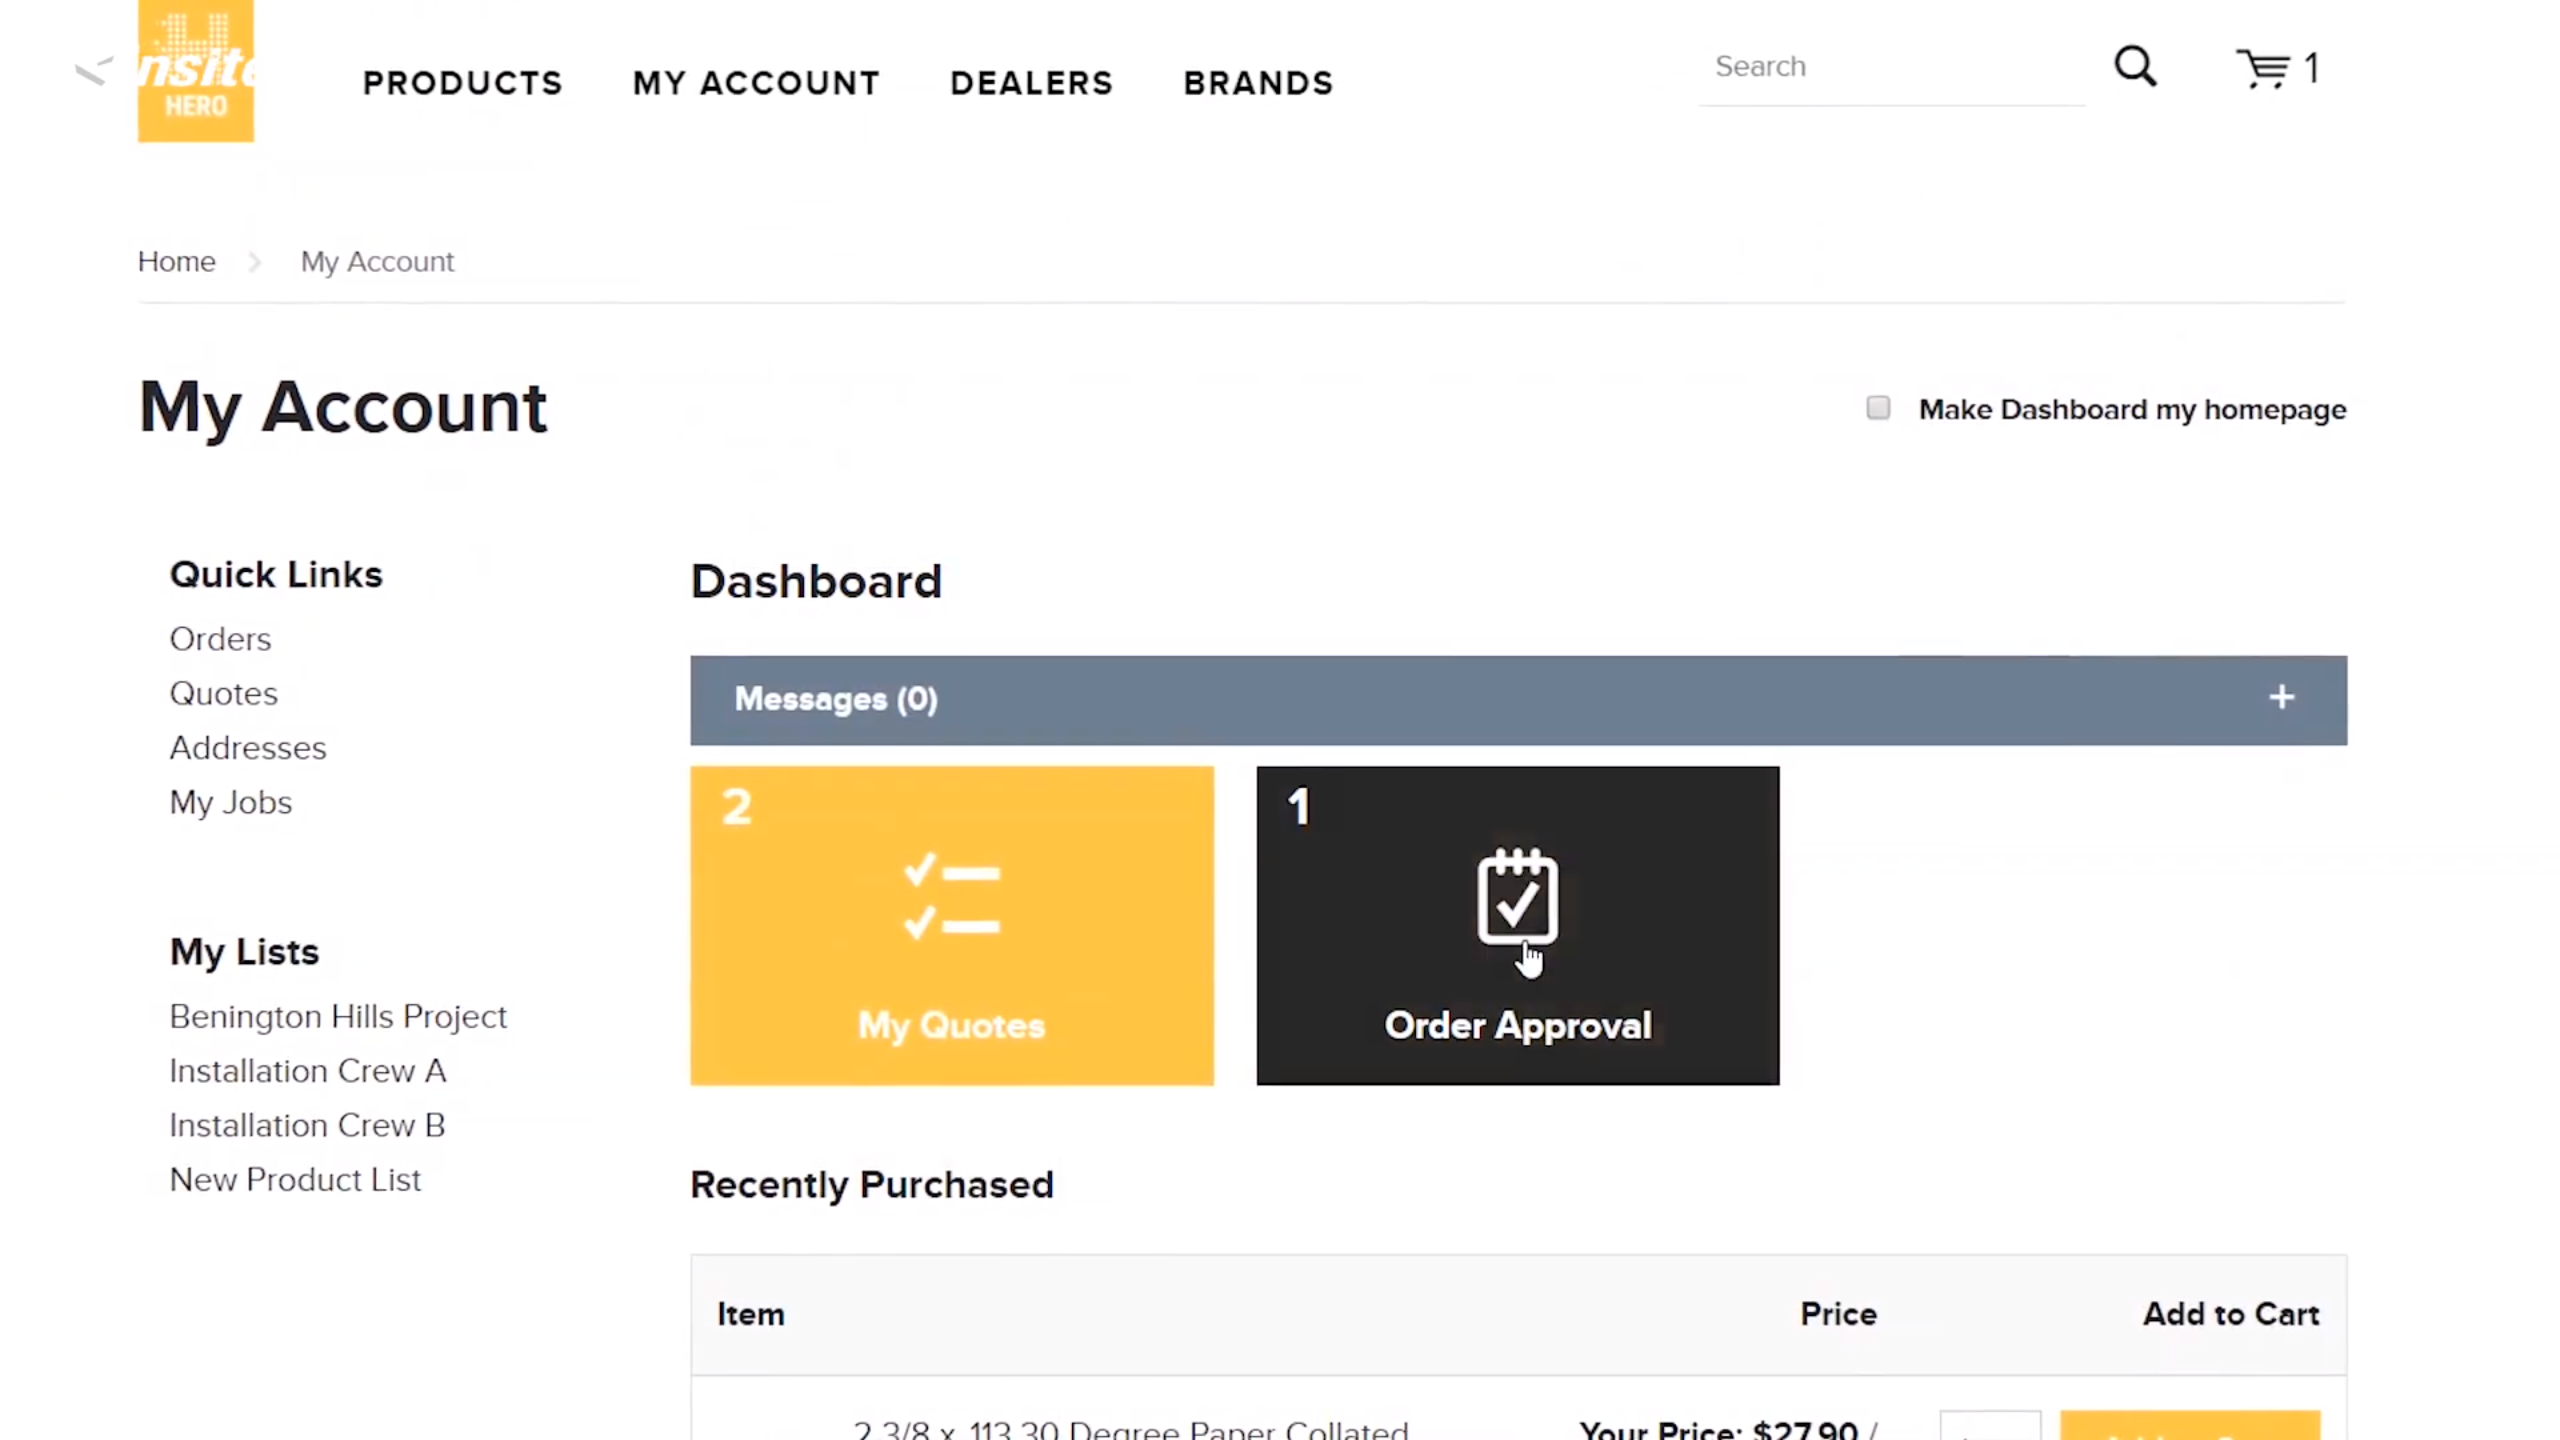 nsite
HERO
PRODUCTS
MY ACCOUNT
DEALERS
BRANDS
Search
1
Home
My Account
My Account
Make Dashboard my homepage
Quick Links
Orders
Quotes
Addresses
My Jobs
My Lists
Benington Hills Project
Installation Crew A
Installation Crew B
New Product List
Dashboard
Messages (0)
+
2
My Quotes
1
Order Approval
Recently Purchased
Item
Price
Add to Cart
2 3/8 x .113 30 Degree Paper Collated
Your Price: $27.90 /